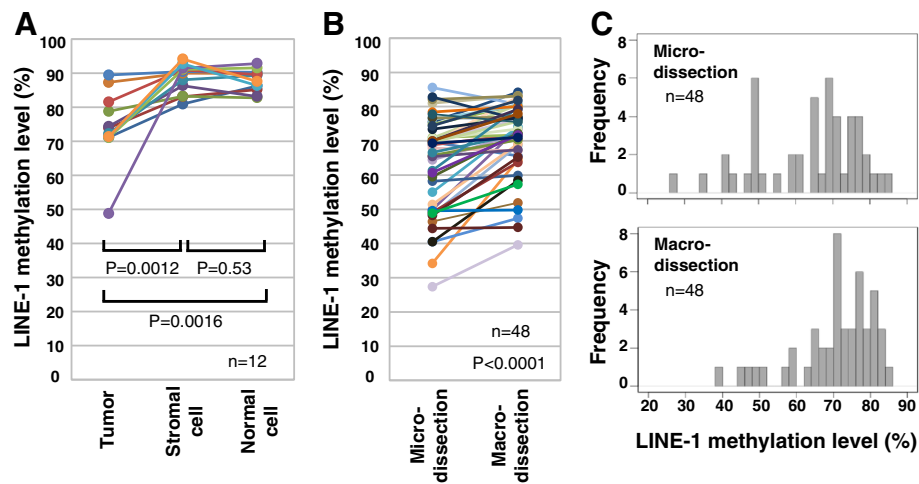 A
LINE-1 methylation level (%)
100
90
80
70
60
50
40
30
20
10
0
P=0.0012
P=0.53
P=0.0016
n=12
Tumor
Stromal
cell
Normal
cell
B
LINE-1 methylation level (%)
100
90
80
70
60
50
40
30
20
10
0
n=48
P<0.0001
Micro-
dissection
Macro-
dissection
C
Frequency
8
6
4
2
0
Micro-
dissection
n=48
Frequency
8
6
4
2
0
Macro-
dissection
n=48
20 30 40 50 60 70 80 90
LINE-1 methylation level (%)